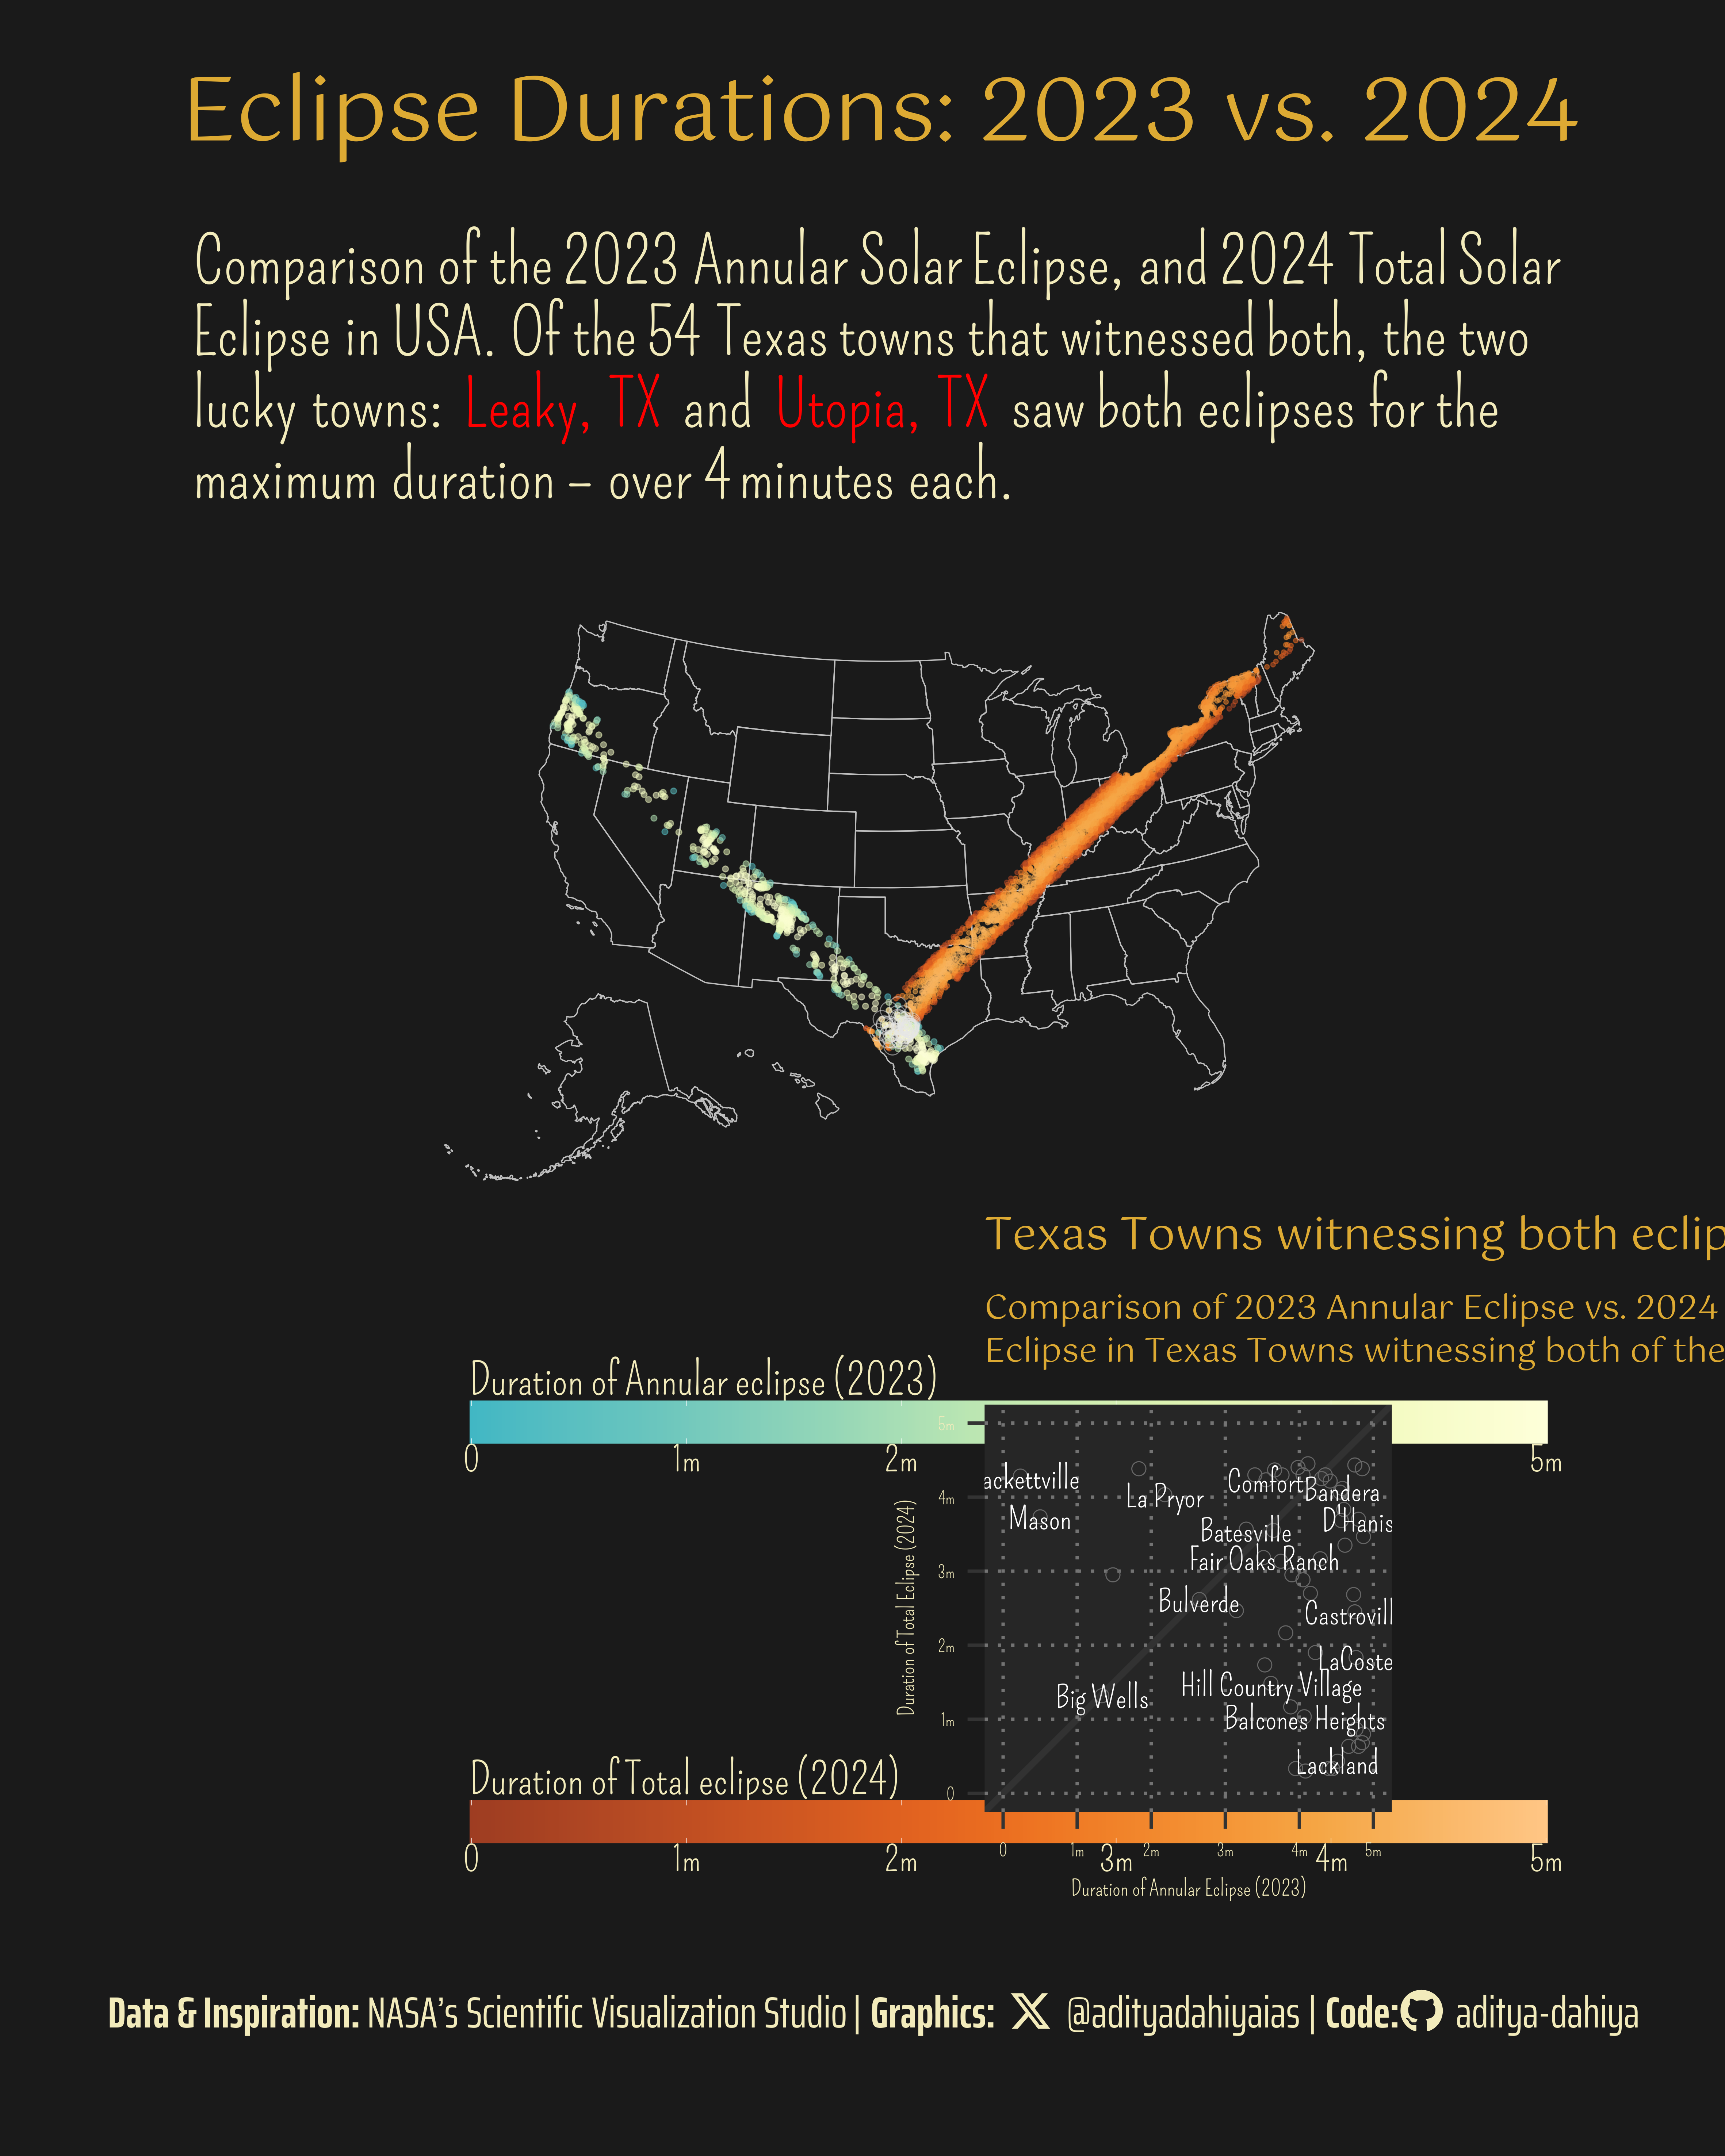 Eclipse Durations: 2023 vs. 2024
Comparison of the 2023 Annular Solar Eclipse, and 2024 Total Solar
Eclipse in USA. Of the 54 Texas towns that witnessed both, the two
lucky towns: Leaky, TX and Utopia, TX saw both eclipses for the
maximum duration – over 4 minutes each.
Texas Towns witnessing both eclip
Comparison of 2023 Annular Eclipse vs. 2024
Eclipse in Texas Towns witnessing both of the
Duration of Annular eclipse (2023)
0 1m 2m 5m
Duration of Total Eclipse (2024)
5m
4m
3m
2m
1m
0
ackettville
Comfort
Bandera
La Pryor
Mason
D'Hanis
Batesville
Fair Oaks Ranch
Bulverde
Castrovill
LaCoste
Hill Country Village
Big Wells
Balcones Heights
Lackland
Duration of Total eclipse (2024)
0 1m 2m 3m 4m 5m
0 1m 2m 3m 4m 5m
Duration of Annular Eclipse (2023)
Data & Inspiration: NASA's Scientific Visualization Studio | Graphics: @adityadahiyaias | Code: aditya-dahiya